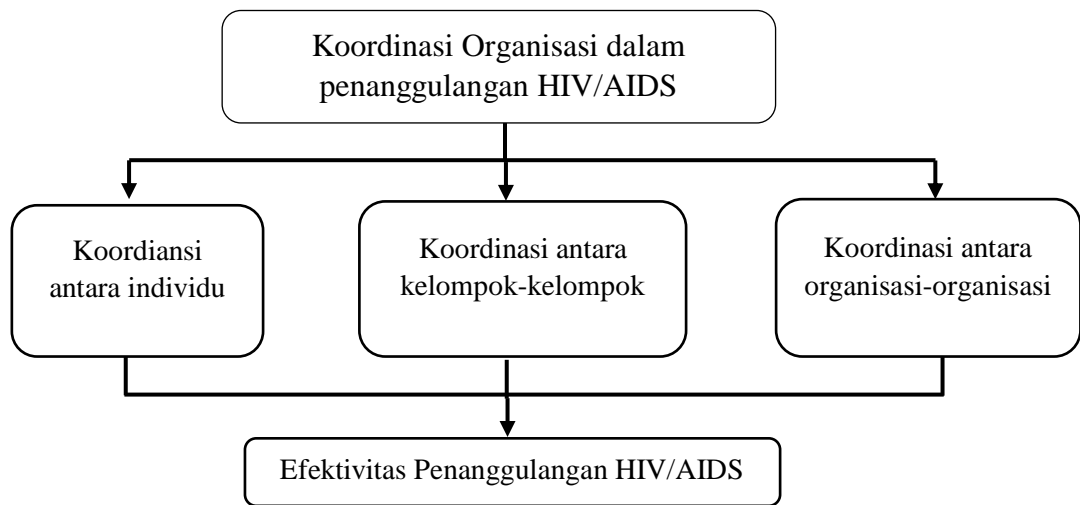 Koordinasi Organisasi dalam
penanggulangan HIV/AIDS
Koordiansi
antara individu
Koordinasi antara
kelompok-kelompok
Koordinasi antara
organisasi-organisasi
Efektivitas Penanggulangan HIV/AIDS